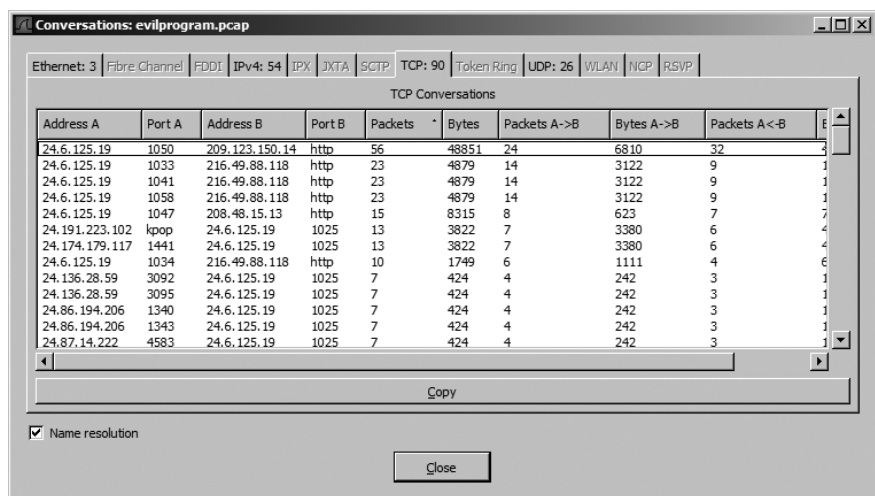 Conversations: evilprogram.pcap
Ethernet: 3 Fibre Channel FDDI IPv4: 54 IPX JXTA SCTP TCP: 90 Token Ring UDP: 26 WLAN NCP RSVP
TCP Conversations
Address A Port A Address B Port B Packets Bytes Packets A->B Bytes A->B Packets A<-B
24.6.125.19 1050 209.123.150.14 http 56 48851 24 6810 32
24.6.125.19 1033 216.49.88.118 http 23 4879 14 3122 9
24.6.125.19 1041 216.49.88.118 http 23 4879 14 3122 9
24.6.125.19 1058 216.49.88.118 http 23 4879 14 3122 9
24.6.125.19 1047 208.48.15.13 http 15 8315 8 623 7
24.191.223.102 kpop 24.6.125.19 1025 13 3822 7 3380 6
24.174.179.117 1441 24.6.125.19 1025 13 3822 7 3380 6
24.6.125.19 1034 216.49.88.118 http 10 1749 6 1111 4
24.136.28.59 3092 24.6.125.19 1025 7 424 4 242 3
24.136.28.59 3095 24.6.125.19 1025 7 424 4 242 3
24.86.194.206 1340 24.6.125.19 1025 7 424 4 242 3
24.86.194.206 1343 24.6.125.19 1025 7 424 4 242 3
24.87.14.222 4583 24.6.125.19 1025 7 424 4 242 3
Copy
Name resolution
Close